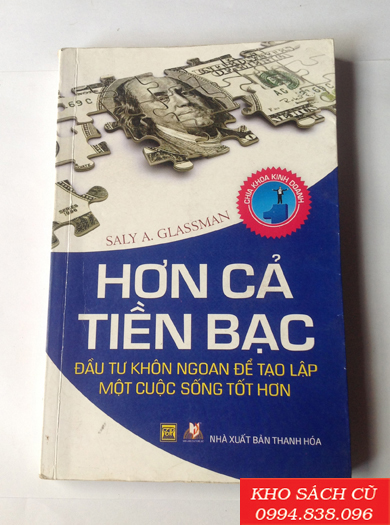 CHÌA KHÓA KINH DOANH
SALY A. GLASSMAN
HƠN CẢ
TIỀN BẠC
ĐẦU TƯ KHÔN NGOAN ĐỂ TẠO LẬP
MỘT CUỘC SỐNG TỐT HƠN
NHÀ XUẤT BẢN THANH HÓA
KHO SÁCH CŨ
0994.838.096